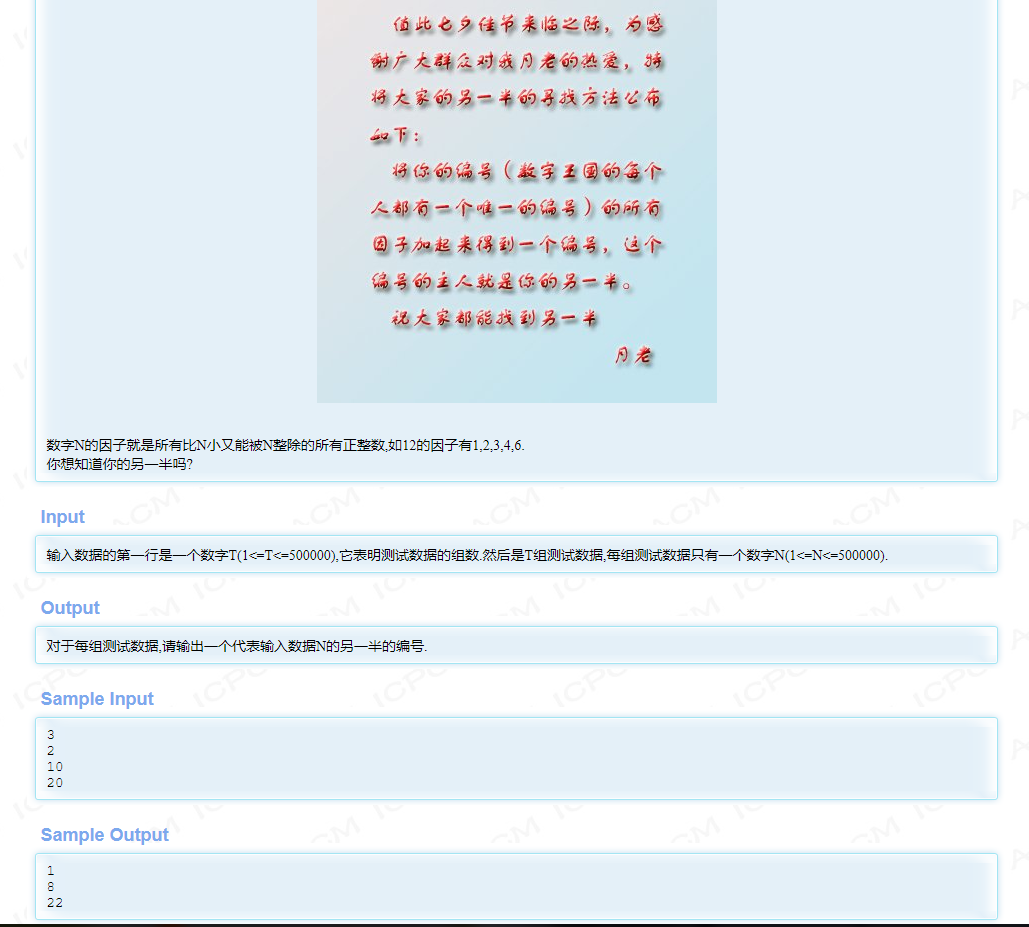 值此七夕佳节来临之际，为感
谢广大群众对我月老的热爱，特
将大家的另一半的寻找方法公布
如下：
将你的编号（数字王国的每个
人都有一个唯一的编号）的所有
因子加起来得到一个编号，这个
编号的主人就是你的另一半。
祝大家都能找到另一半
月老
数字N的因子就是所有比N小又能被N整除的所有正整数,如12的因子有1,2,3,4,6.
你想知道你的另一半吗?
Input
输入数据的第一行是一个数字T(1<=T<=500000),它表明测试数据的组数.然后是T组测试数据,每组测试数据只有一个数字N(1<=N<=500000).
Output
对于每组测试数据,请输出一个代表输入数据N的另一半的编号.
Sample Input
3
2
10
20
Sample Output
1
8
22